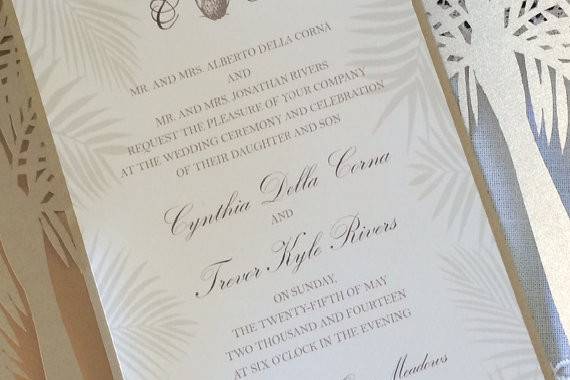 MR. AND MRS. ALBERTO DELLA CORNA
AND
MR. AND MRS. JONATHAN RIVERS
REQUEST THE PLEASURE OF YOUR COMPANY
AT THE WEDDING CEREMONY AND CELEBRATION
OF THEIR DAUGHTER AND SON
Cynthia Della Corna
AND
Trever Kyle Rivers
ON SUNDAY,
THE TWENTY-FIFTH OF MAY
TWO THOUSAND AND FOURTEEN
AT SIX O'CLOCK IN THE EVENING
Meadows